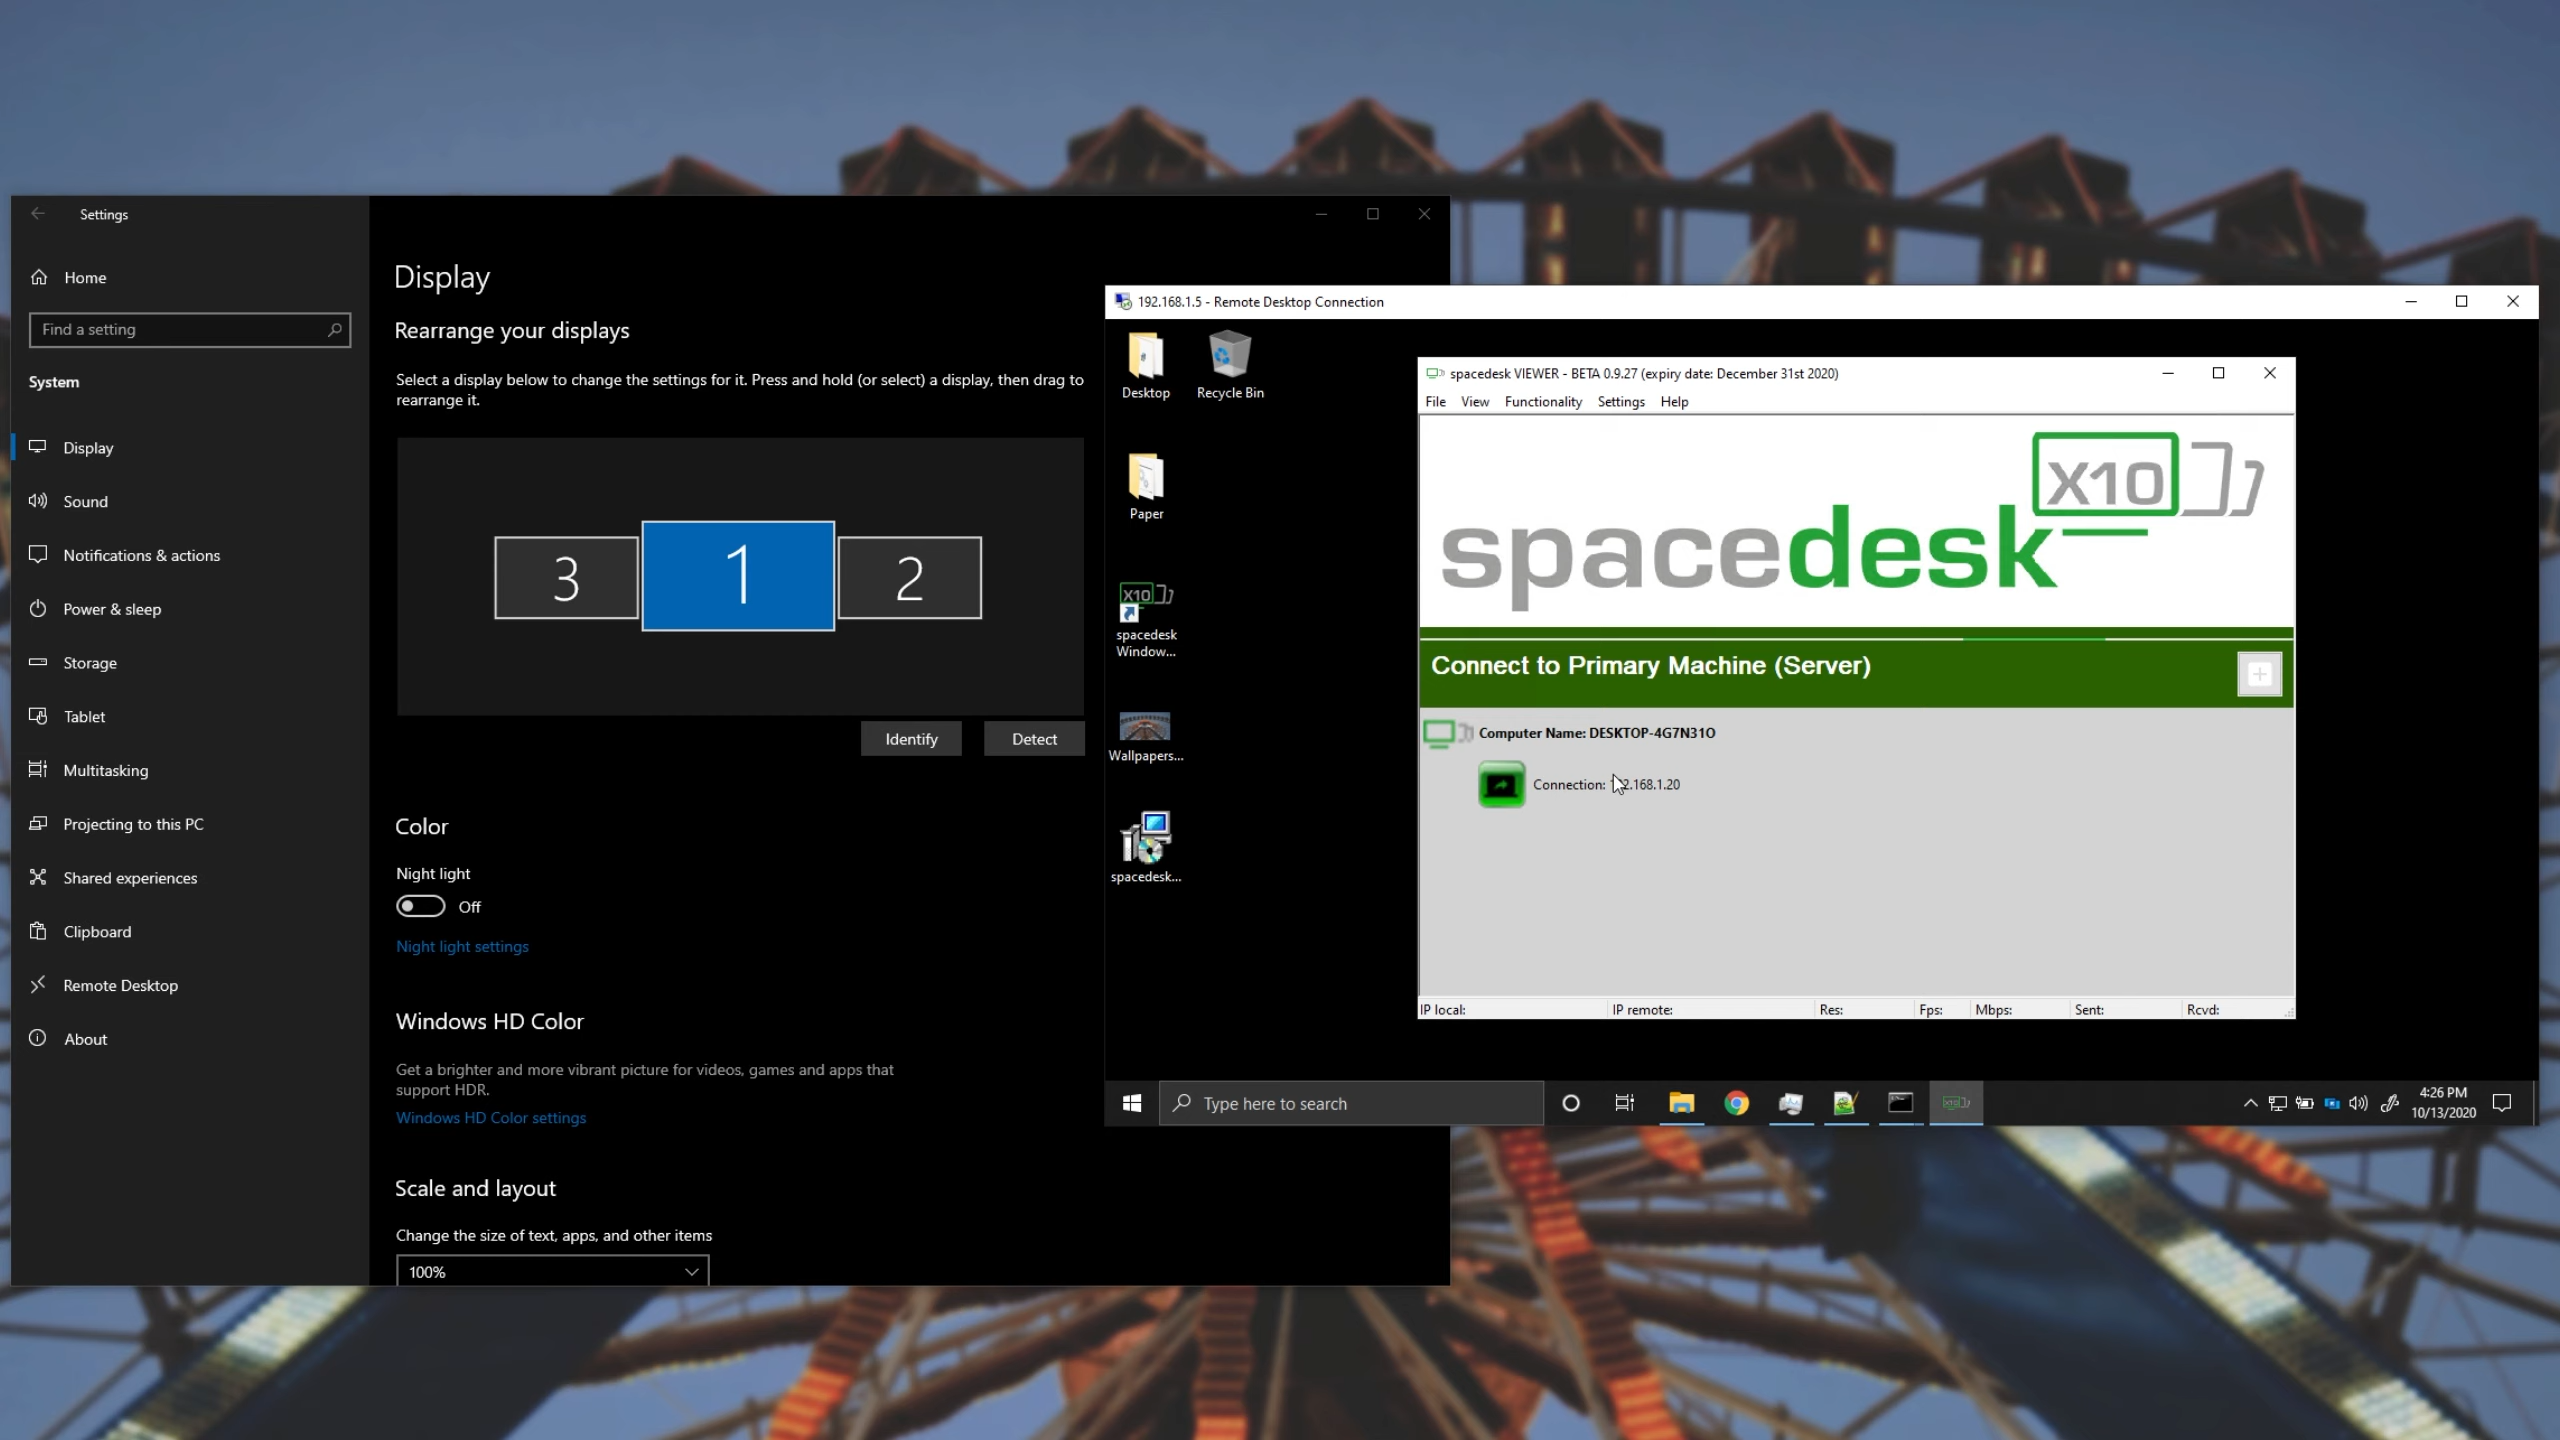 Settings
Home
Find a setting
System
Display
Sound
Notifications & actions
Power & sleep
Storage
Tablet
Multitasking
Projecting to this PC
Shared experiences
Clipboard
Remote Desktop
About
Display
Rearrange your displays
Select a display below to change the settings for it. Press and hold (or select) a display, then drag to
rearrange it.
3
1
2
Identify
Detect
Color
Night light
Off
Night light settings
Windows HD Color
Get a brighter and more vibrant picture for videos, games and apps that
support HDR.
Windows HD Color settings
Scale and layout
Change the size of text, apps, and other items
100%
192.168.1.5 - Remote Desktop Connection
Desktop
Recycle Bin
Paper
X10
spacedesk
Window...
Wallpapers...
spacedesk...
spacedesk VIEWER - BETA 0.9.27 (expiry date: December 31st 2020)
File View Functionality Settings Help
X10
spacedesk
Connect to Primary Machine (Server)
Computer Name: DESKTOP-4G7N31O
Connection: 2.168.1.20
IP local: IP remote: Res: Fps: Mbps: Sent: Rcvd:
Type here to search
4:26 PM
10/13/2020